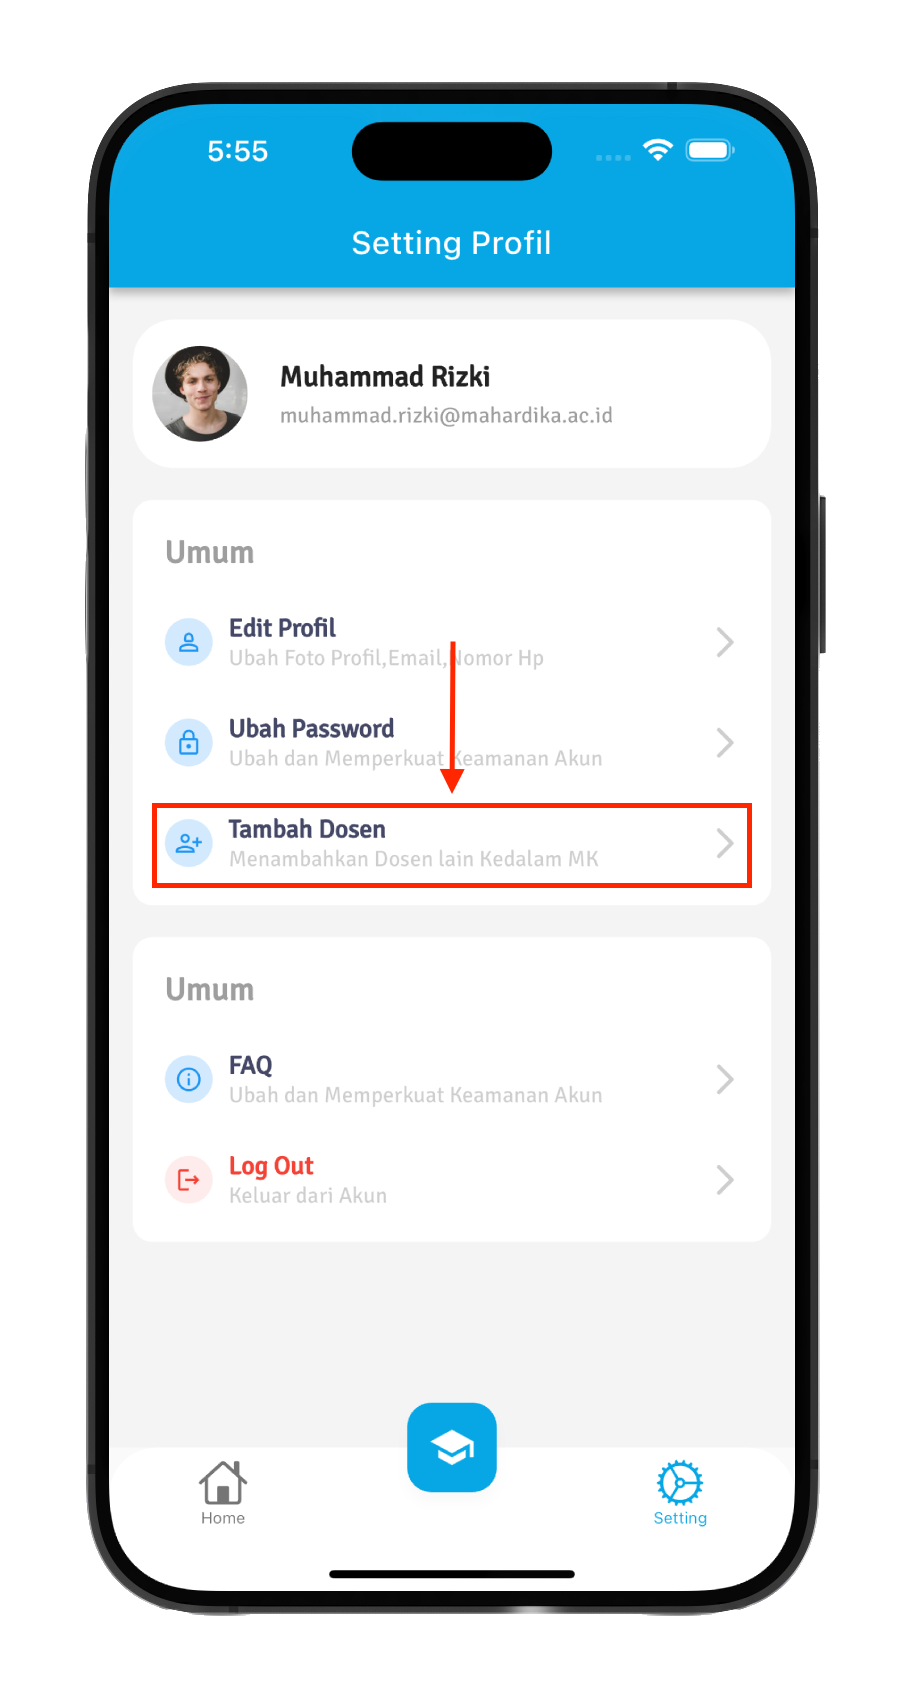 5:55
Setting Profil
Muhammad Rizki
muhammad.rizki@mahardika.ac.id
Umum
Edit Profil
Ubah Foto Profil,Email,Nomor Hp
Ubah Password
Ubah dan Memperkuat Keamanan Akun
Tambah Dosen
Menambahkan Dosen lain Kedalam MK
Umum
FAQ
Ubah dan Memperkuat Keamanan Akun
Log Out
Keluar dari Akun
Home
Setting